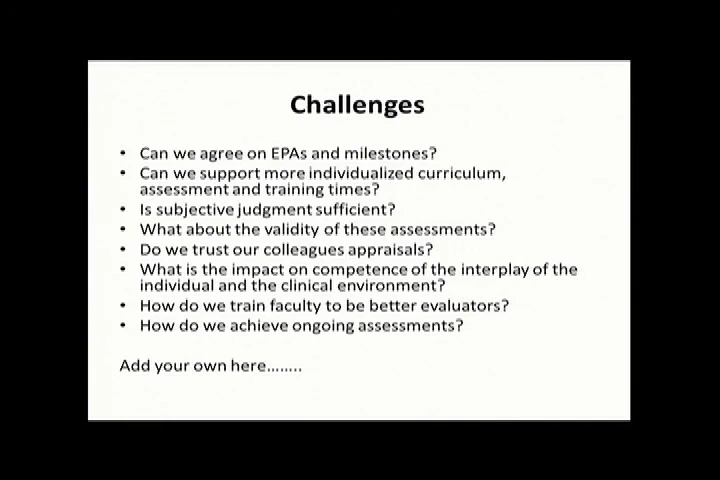 Challenges
• Can we agree on EPAs and milestones?
• Can we support more individualized curriculum,
assessment and training times?
• Is subjective judgment sufficient?
• What about the validity of these assessments?
• Do we trust our colleagues appraisals?
• What is the impact on competence of the interplay of the
individual and the clinical environment?
• How do we train faculty to be better evaluators?
• How do we achieve ongoing assessments?
Add your own here........